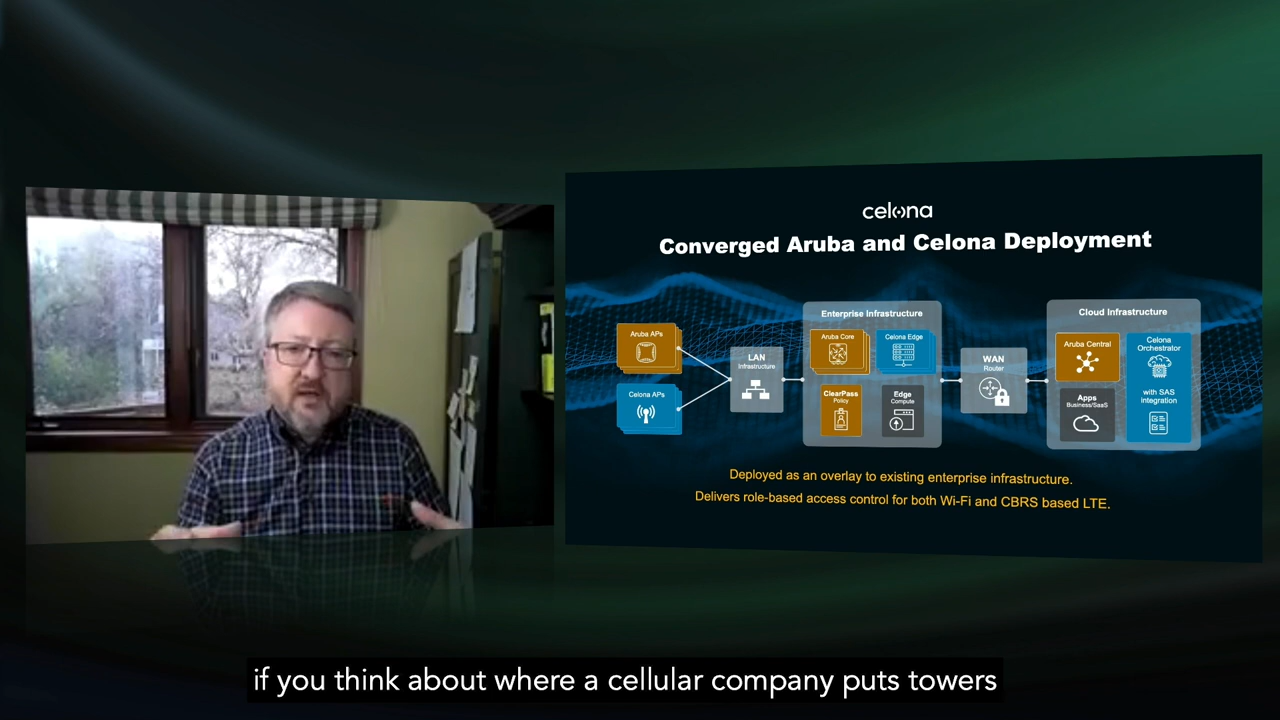 celona
Converged Aruba and Celona Deployment
Aruba APs
Celona APs
LAN
Infrastructure
Enterprise Infrastructure
Aruba Core
Celona Edge
ClearPass
Policy
Edge
Compute
WAN
Router
Cloud Infrastructure
Aruba Central
Apps
Business/SaaS
Celona
Orchestrator
with SAS
integration
Deployed as an overlay to existing enterprise infrastructure.
Delivers role-based access control for both Wi-Fi and CBRS based LTE.
if you think about where a cellular company puts towers